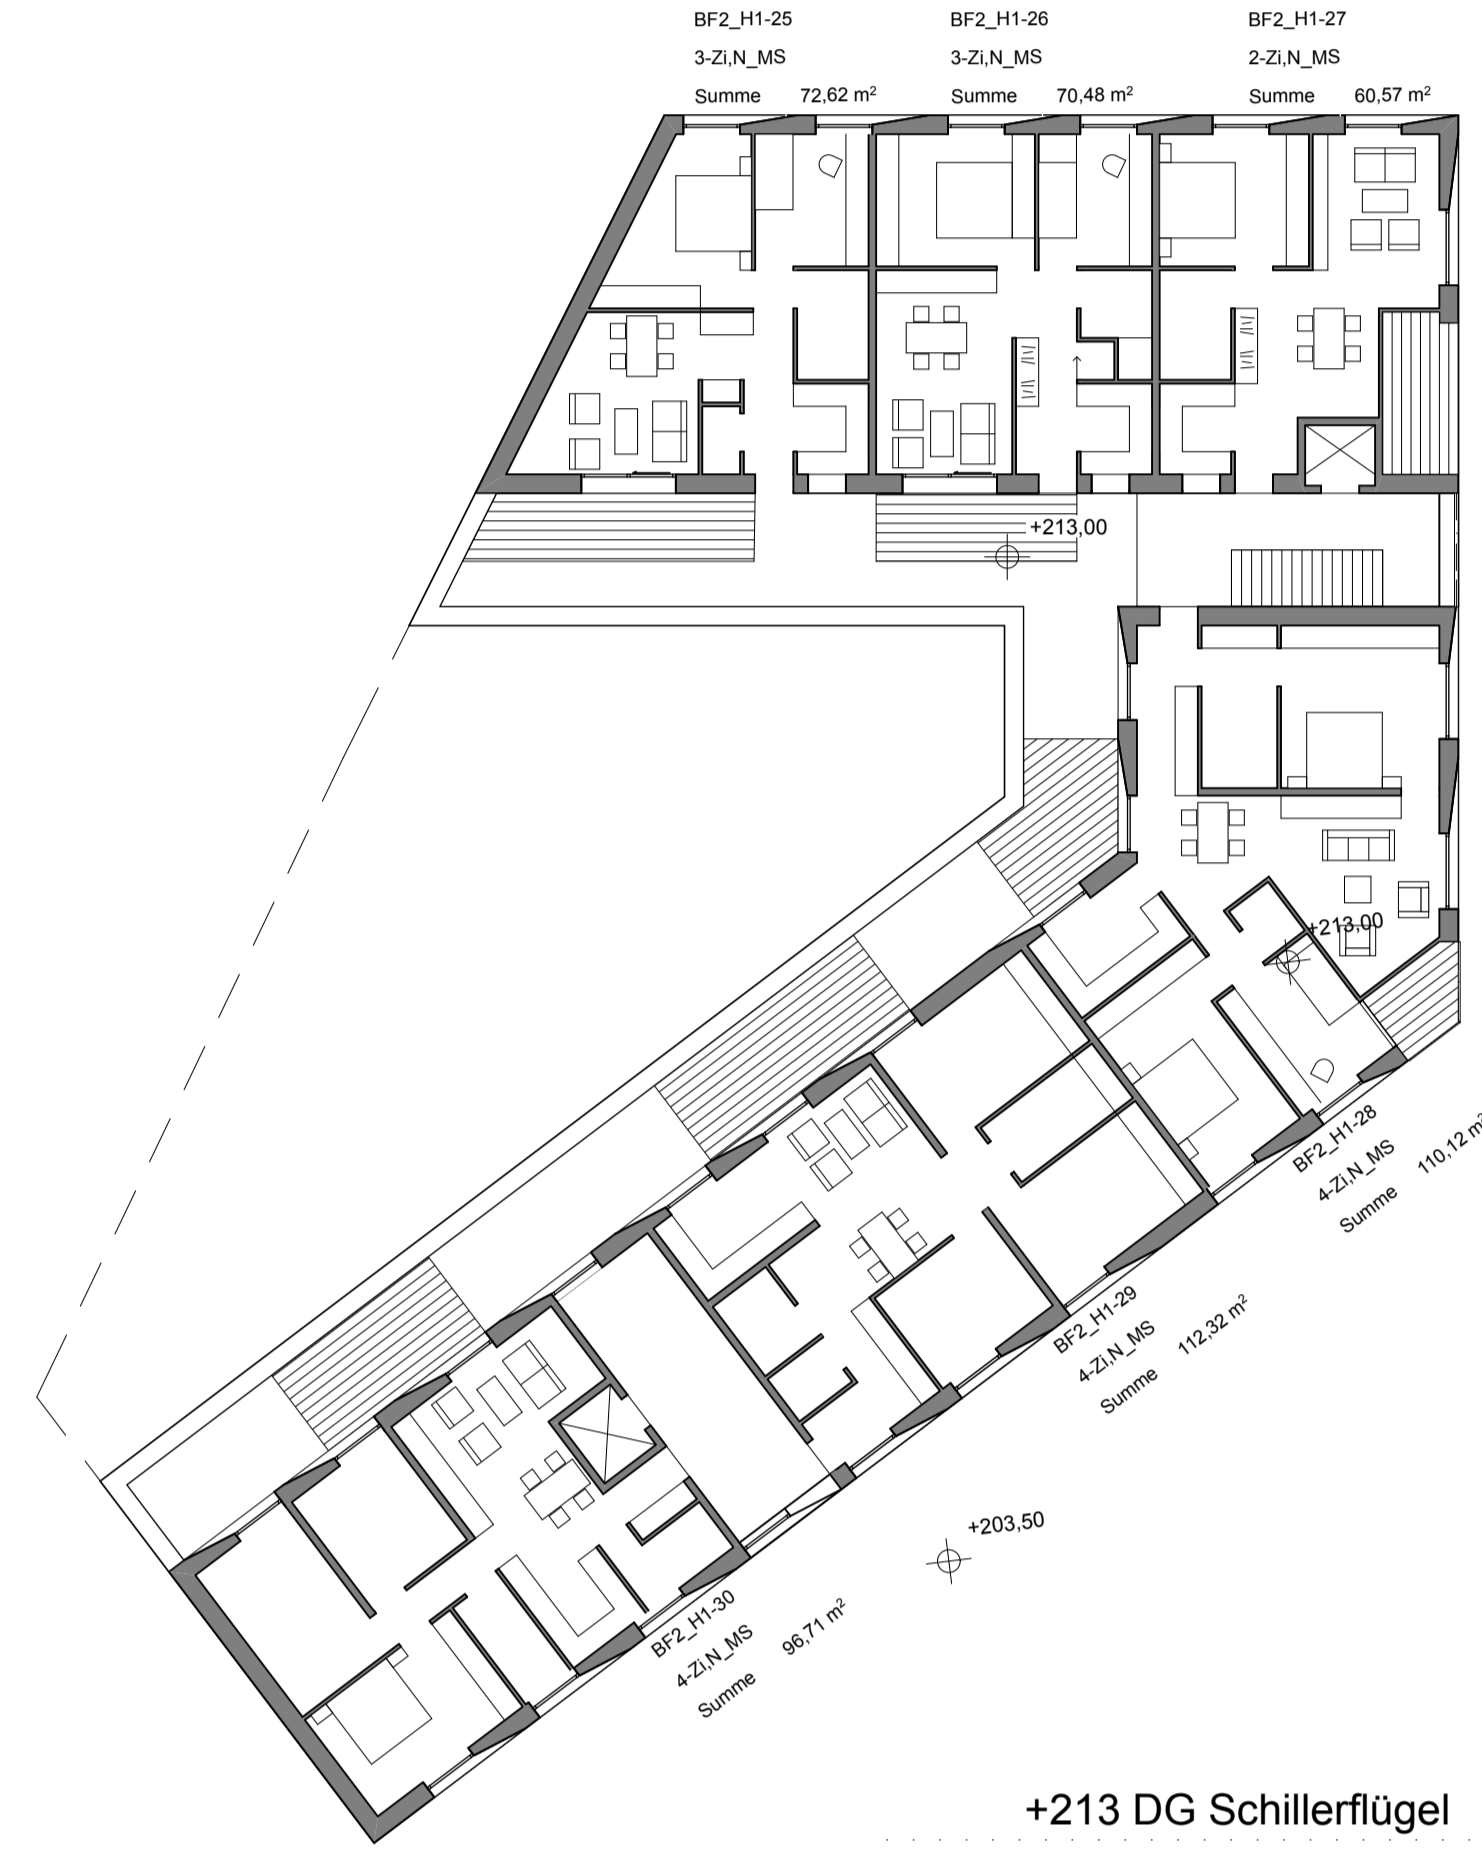 BF2_H1-25
3-Zi,N_MS
Summe 72,62 m²
BF2_H1-26
3-Zi,N_MS
Summe 70,48 m²
BF2_H1-27
2-Zi,N_MS
Summe 60,57 m²
+213,00
+213,00
BF2_H1-28
4-Zi,N_MS
Summe 110,12 m²
BF2_H1-29
4-Zi,N_MS
Summe 112,32 m²
+203,50
BF2_H1-30
4-Zi,N_MS
Summe 96,71 m²
+213 DG Schillerflügel